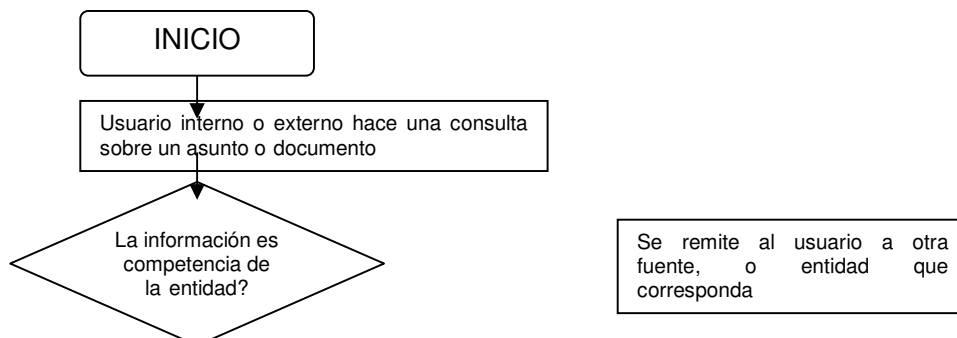 INICIO
Usuario interno o externo hace una consulta
sobre un asunto o documento
La información es
competencia de
la entidad?
Se remite al usuario a otra
fuente, o entidad que
corresponda